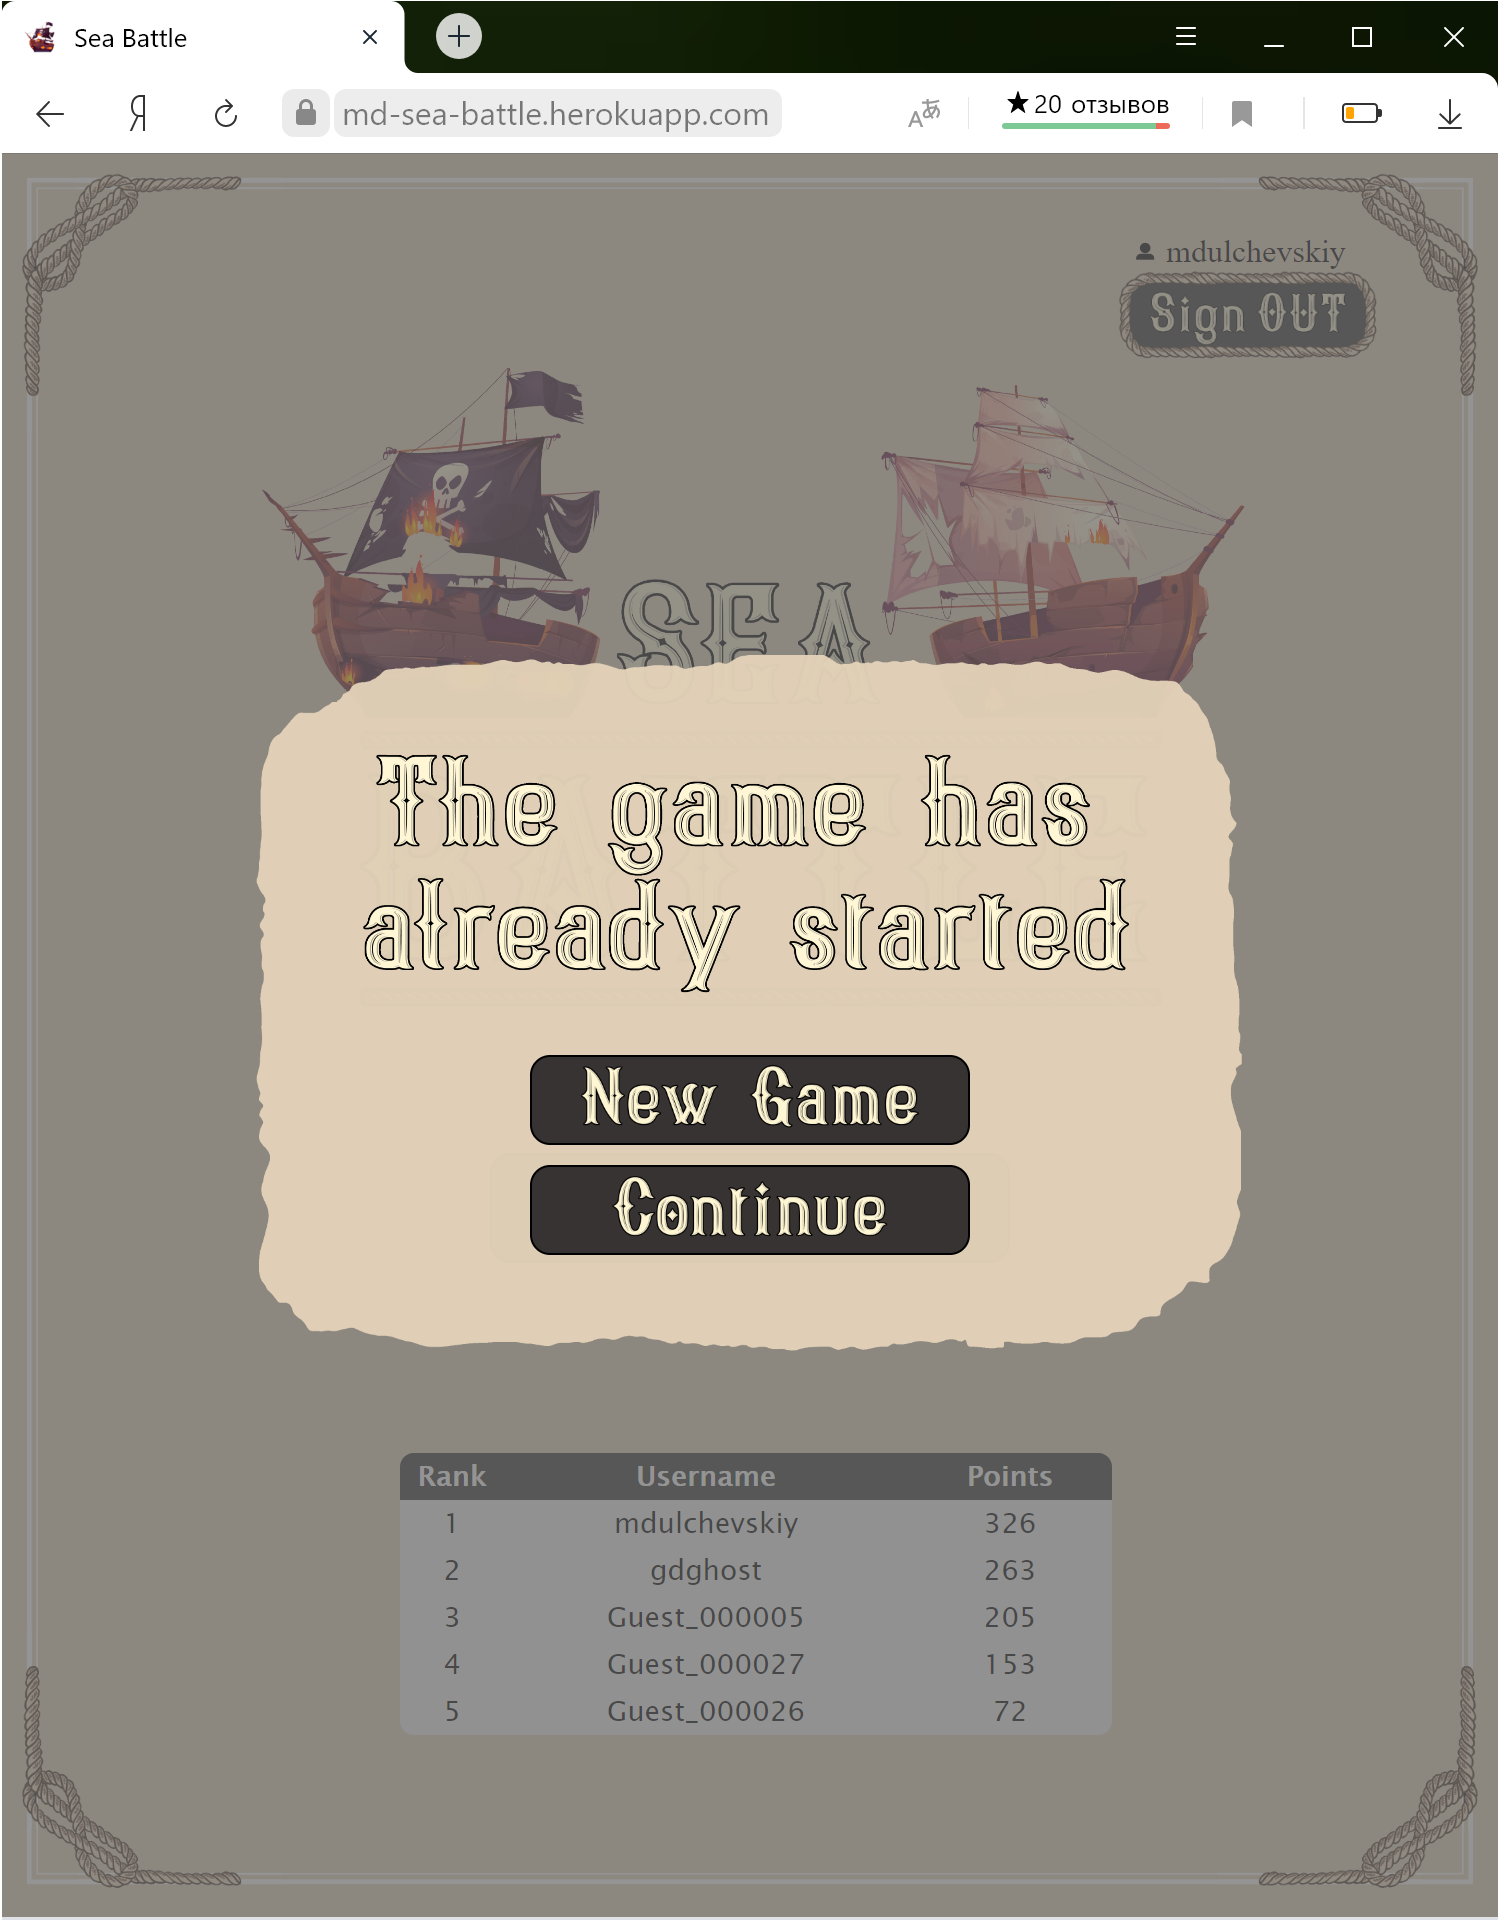 Sea Battle
md-sea-battle.herokuapp.com
20 отзывов
mdulchevskiy
Sign OUT
SEA
The game has
already started
New Game
Continue
Rank Username Points
1 mdulchevskiy 326
2 gdghost 263
3 Guest_000005 205
4 Guest_000027 153
5 Guest_000026 72